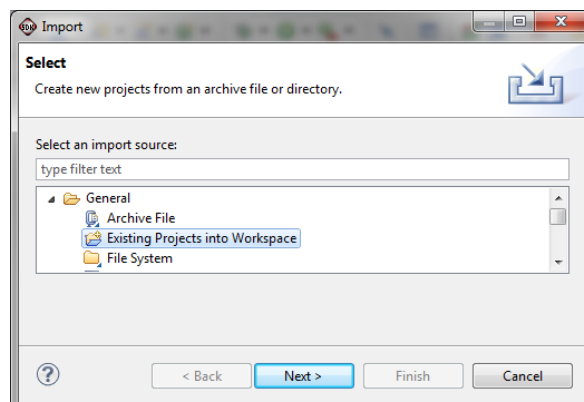 SDK Import
Select
Create new projects from an archive file or directory.
Select an import source:
type filter text
General
Archive File
Existing Projects into Workspace
File System
?
< Back
Next >
Finish
Cancel